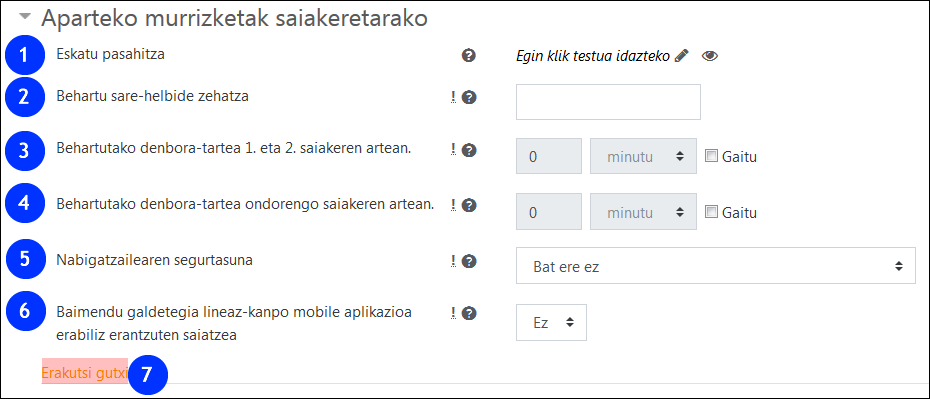 Aparteko murrizketak saiakeretarako
1 Eskatu pasahitza Egin klik testua idazteko
2 Behartu sare-helbide zehatza !
3 Behartutako denbora-tartea 1. eta 2. saiakeren artean. ! 0 minutu Gaitu
4 Behartutako denbora-tartea ondorengo saiakeren artean. ! 0 minutu Gaitu
5 Nabigatzailearen segurtasuna ! Bat ere ez
6 Baimendu galdetegia lineaz-kanpo mobile aplikazioa ! Ez
erabiliz erantzuten saiatzea
Erakutsi gutxi 7